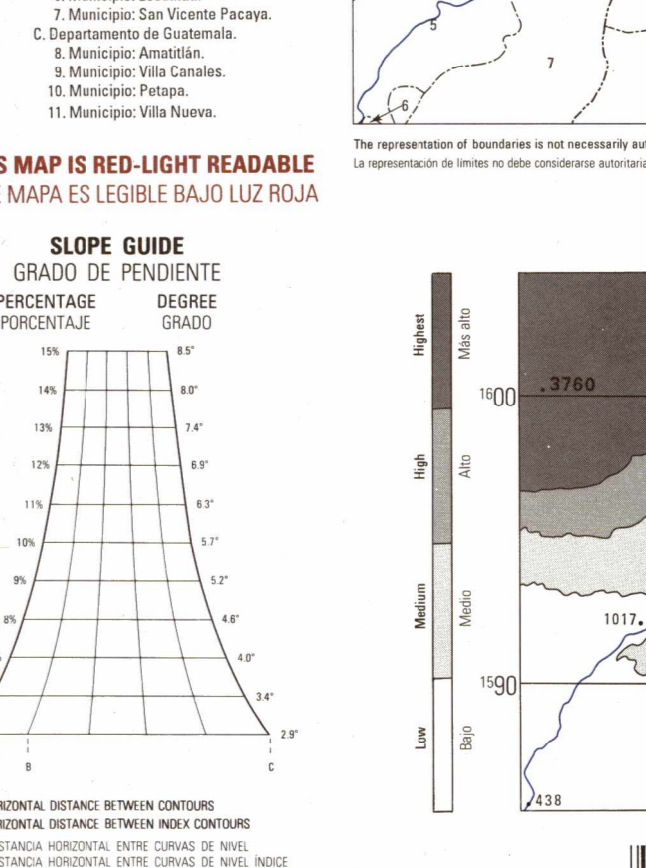 7. Municipio: San Vicente Pacaya.
C. Departamento de Guatemala.
8. Municipio: Amatitlán.
9. Municipio: Villa Canales.
10. Municipio: Petapa.
11. Municipio: Villa Nueva.
5
6
7
The representation of boundaries is not necessarily
La representación de límites no debe considerarse autoritaria
MAP IS RED-LIGHT READABLE
MAPA ES LEGIBLE BAJO LUZ ROJA
SLOPE GUIDE
GRADO DE PENDIENTE
PERCENTAGE DEGREE
PORCENTAJE GRADO
15% 8.5°
14% 8.0°
13% 7.4°
12% 6.9°
11% 6.3°
10% 5.7°
9% 5.2°
8% 4.6°
4.0°
3.4°
2.9°
B C
HORIZONTAL DISTANCE BETWEEN CONTOURS
HORIZONTAL DISTANCE BETWEEN INDEX CONTOURS
DISTANCIA HORIZONTAL ENTRE CURVAS DE NIVEL
DISTANCIA HORIZONTAL ENTRE CURVAS DE NIVEL ÍNDICE
Highest Más alto
High Alto
Medium Medio
Low Bajo
1600
.3760
1017.
1590
438